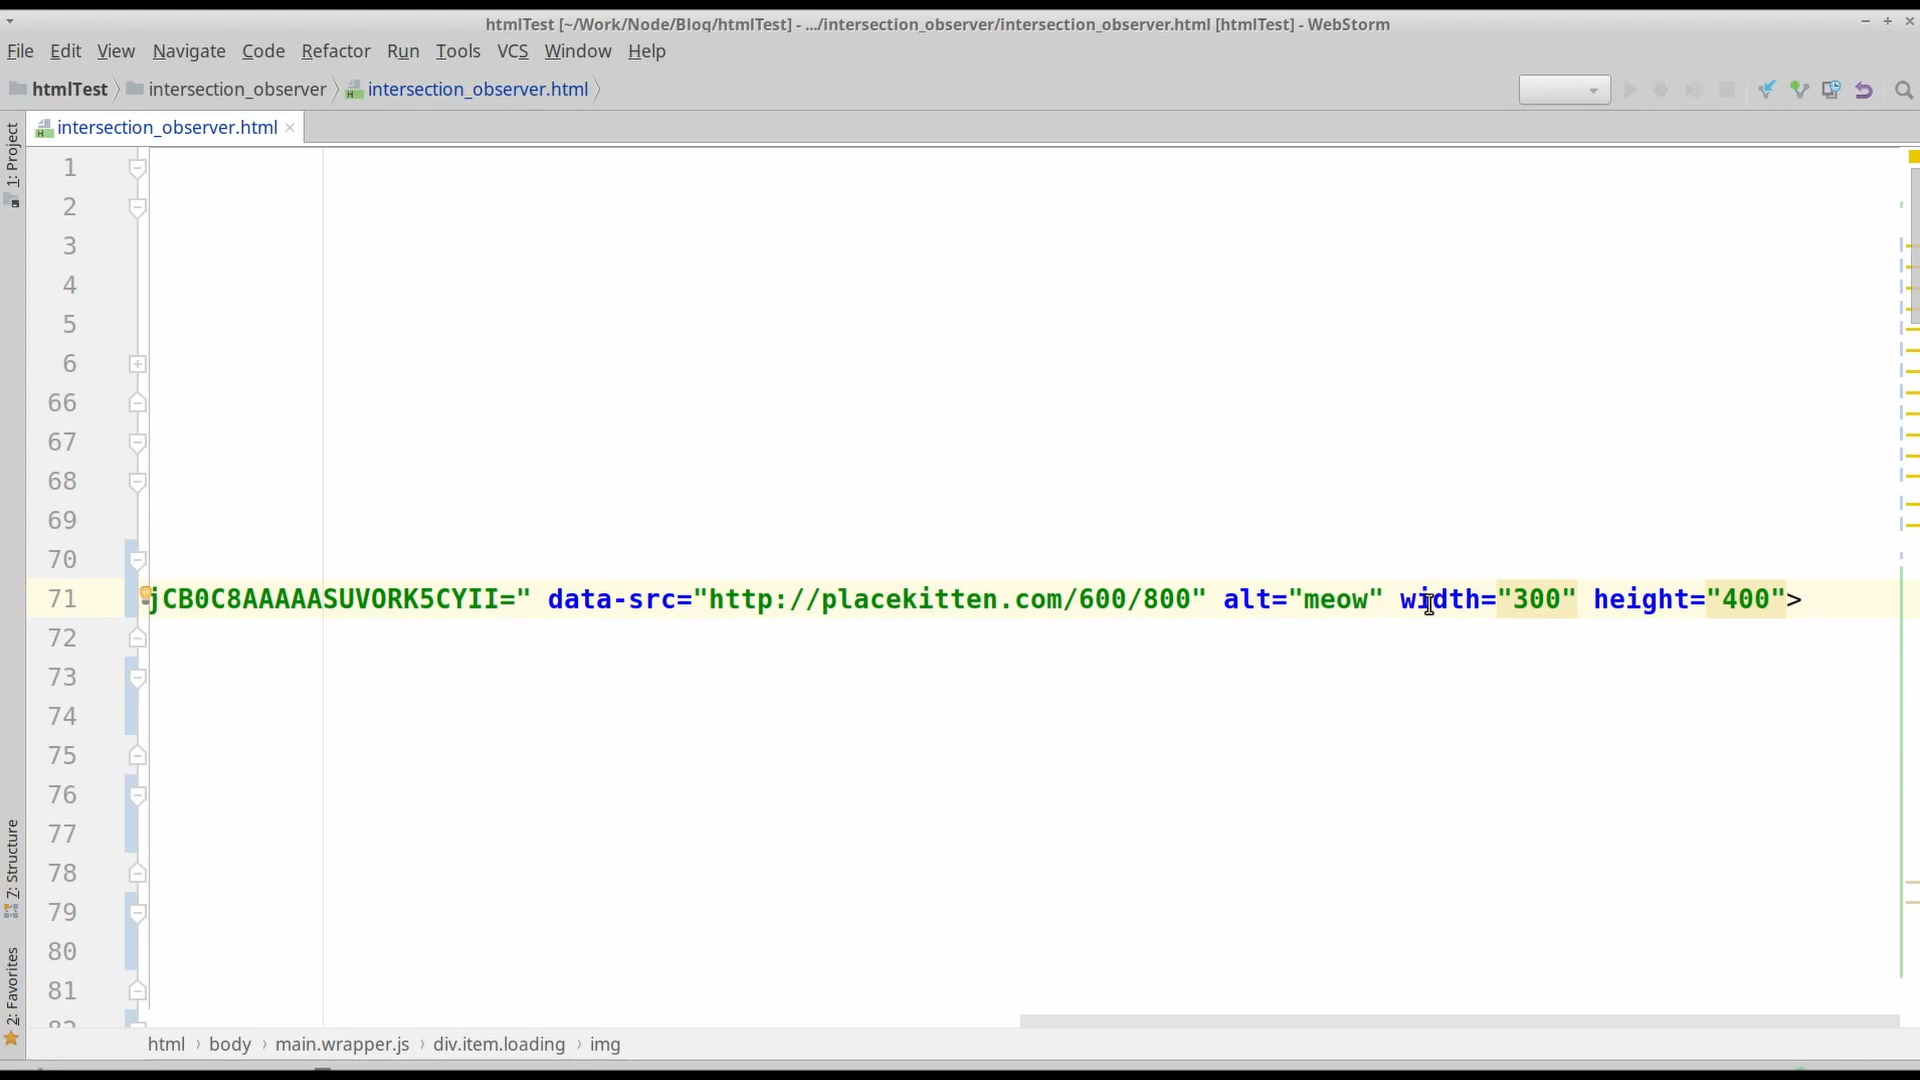 htmlTest [~/Work/Node/Blog/htmlTest] - .../intersection_observer/intersection_observer.html [htmlTest] - WebStorm
File Edit View Navigate Code Refactor Run Tools VCS Window Help
htmlTest intersection_observer intersection_observer.html
intersection_observer.html
1: Project
1
2
3
4
5
6
66
67
68
69
70
71 jCB0C8AAAAASUVORK5CYII=" data-src="http://placekitten.com/600/800" alt="meow" width="300" height="400">
72
73
74
75
76
77
78
79
80
81
82
7: Structure
2: Favorites
html › body › main.wrapper.js › div.item.loading › img